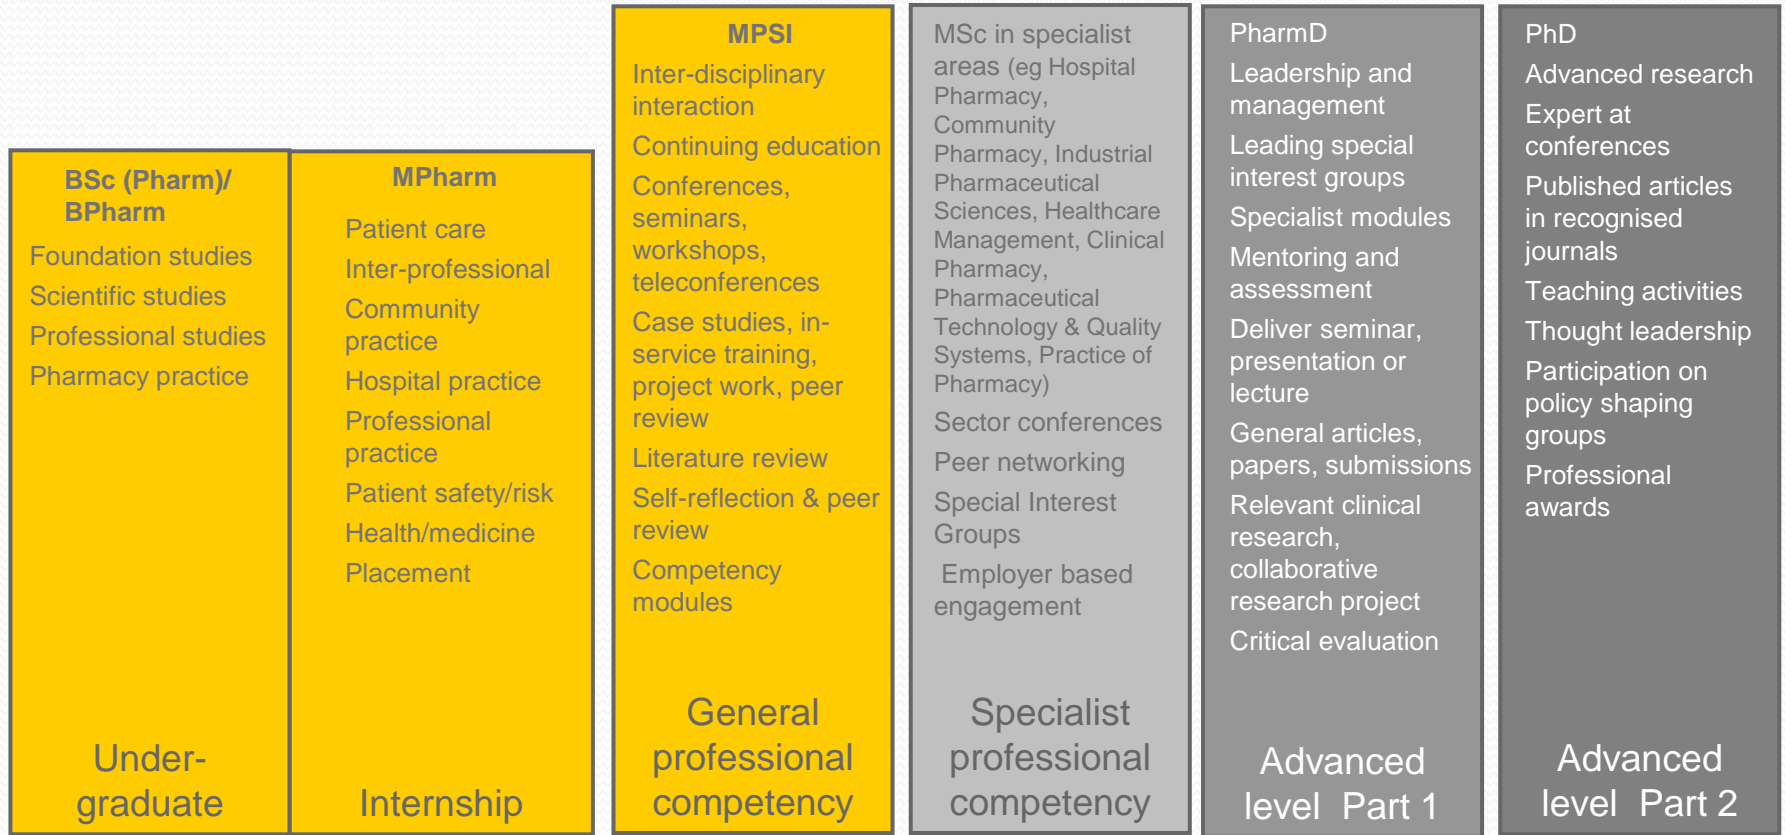 BSc (Pharm)/
BPharm
Foundation studies
Scientific studies
Professional studies
Pharmacy practice
Under-
graduate
MPharm
Patient care
Inter-professional
Community
practice
Hospital practice
Professional
practice
Patient safety/risk
Health/medicine
Placement
Internship
MPSI
Inter-disciplinary
interaction
Continuing education
Conferences,
seminars,
workshops,
teleconferences
Case studies, in-
service training,
project work, peer
review
Literature review
Self-reflection & peer
review
Competency
modules
General
professional
competency
MSc in specialist
areas (eg Hospital
Pharmacy,
Community
Pharmacy, Industrial
Pharmaceutical
Sciences, Healthcare
Management, Clinical
Pharmacy,
Pharmaceutical
Technology & Quality
Systems, Practice of
Pharmacy)
Sector conferences
Peer networking
Special Interest
Groups
Employer based
engagement
Specialist
professional
competency
PharmD
Leadership and
management
Leading special
interest groups
Specialist modules
Mentoring and
assessment
Deliver seminar,
presentation or
lecture
General articles,
papers, submissions
Relevant clinical
research,
collaborative
research project
Critical evaluation
Advanced
level Part 1
PhD
Advanced research
Expert at
conferences
Published articles
in recognised
journals
Teaching activities
Thought leadership
Participation on
policy shaping
groups
Professional
awards
Advanced
level Part 2